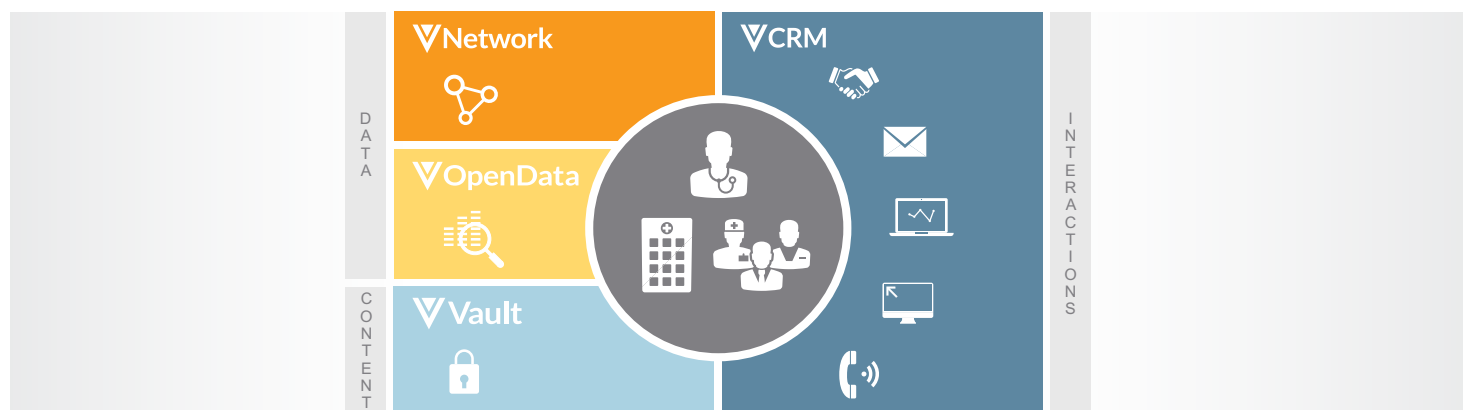 Network
CRM
DATA
OpenData
INTERACTIONS
CONTENT
Vault